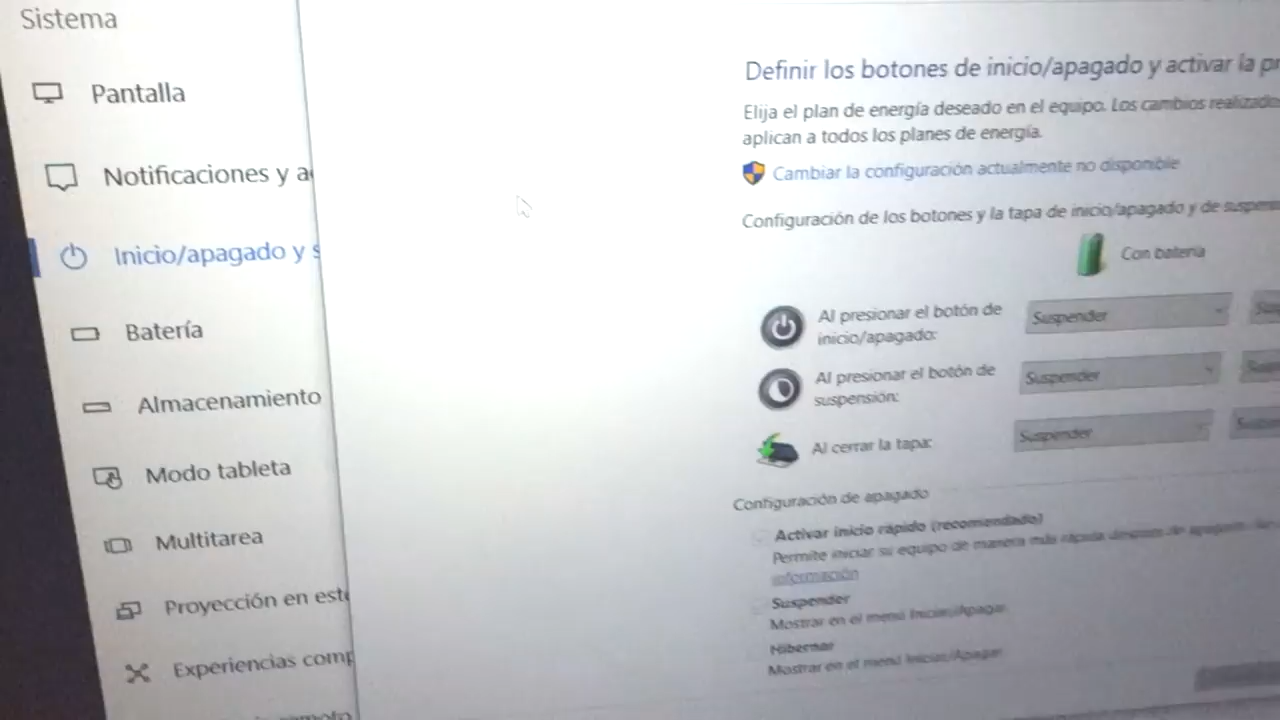 Sistema
Pantalla
Notificaciones y a
Inicio/apagado y s
Batería
Almacenamiento
Modo tableta
Multitarea
Proyección en est
Experiencias comp
Definir los botones de inicio/apagado y activar la pr
Elija el plan de energía deseado en el equipo. Los cambios realizado
aplican a todos los planes de energía.
Cambiar la configuración actualmente no disponible
Configuración de los botones y la tapa de inicio/apagado y de suspen
Con batería
Al presionar el botón de
inicio/apagado:
Suspender
Sus
Al presionar el botón de
suspensión:
Suspender
Susp
Al cerrar la tapa:
Suspender
Suspen
Configuración de apagado
Activar inicio rápido (recomendado)
Permite iniciar su equipo de manera más rápida después de
información
Suspender
Mostrar en el menú Inicio/Apagar.
Hibernar
Mostrar en el menú Inicio/Apagar.